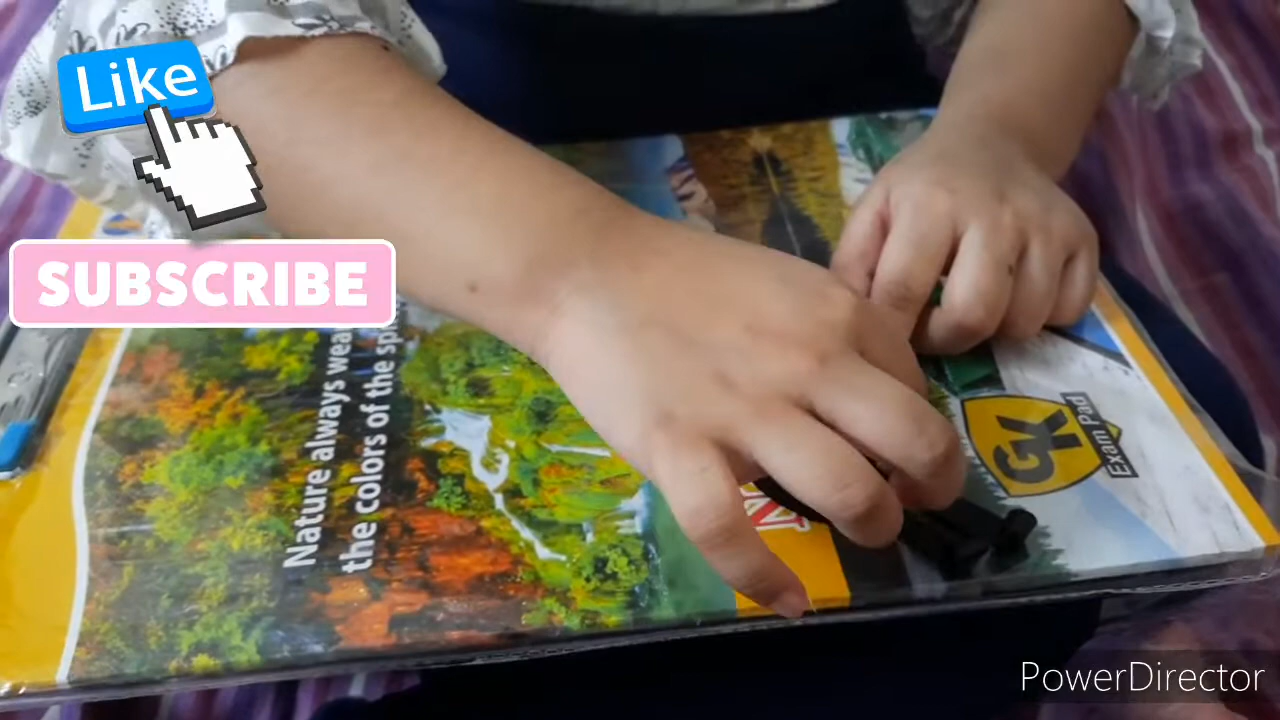 Like
SUBSCRIBE
Nature always wea
the colors of the sp
GK
Exam Pad
N
PowerDirector